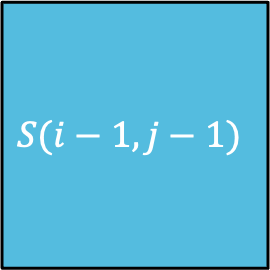 S(i − 1, j − 1)